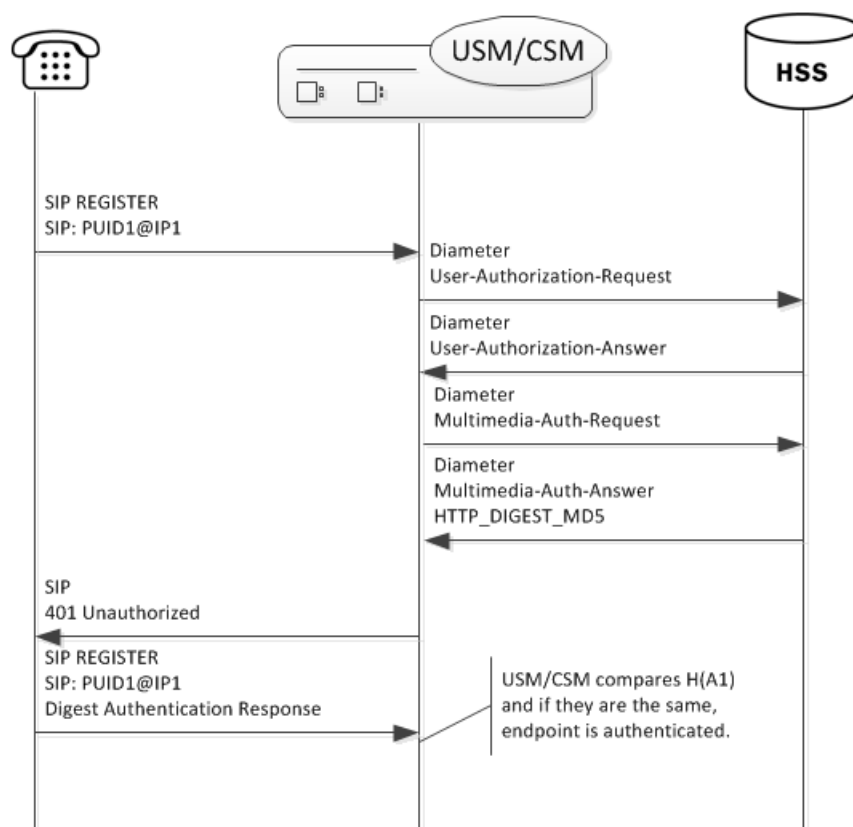 USM/CSM
HSS
SIP REGISTER
SIP: PUID1@IP1
Diameter
User-Authorization-Request
Diameter
User-Authorization-Answer
Diameter
Multimedia-Auth-Request
Diameter
Multimedia-Auth-Answer
HTTP_DIGEST_MD5
SIP
401 Unauthorized
SIP REGISTER
SIP: PUID1@IP1
Digest Authentication Response
USM/CSM compares H(A1)
and if they are the same,
endpoint is authenticated.